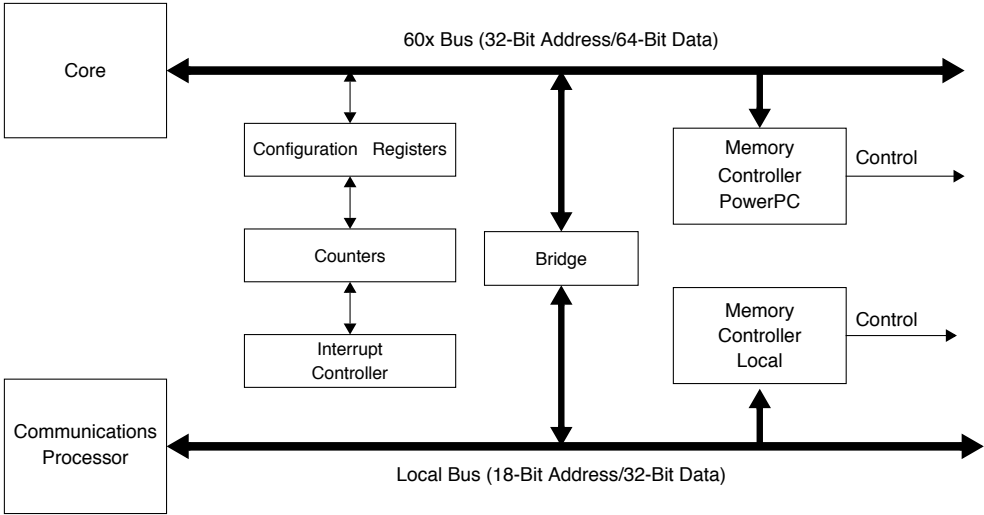 60x Bus (32-Bit Address/64-Bit Data)
Core
Configuration Registers
Memory
Controller
PowerPC
Control
Counters
Bridge
Memory
Controller
Local
Control
Interrupt
Controller
Communications
Processor
Local Bus (18-Bit Address/32-Bit Data)